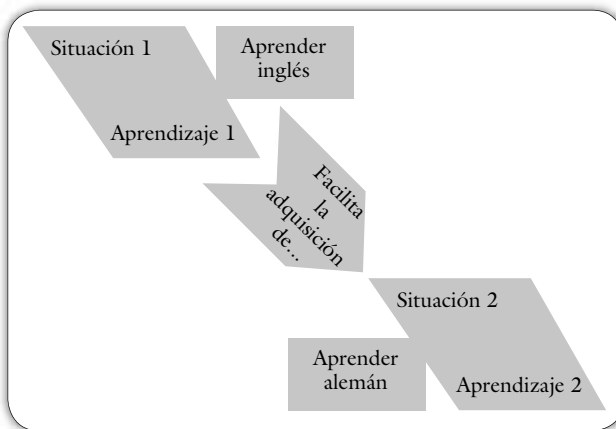 Situación 1
Aprendizaje 1
Aprender
inglés
Facilita
la
adquisición
de...
Situación 2
Aprendizaje 2
Aprender
alemán